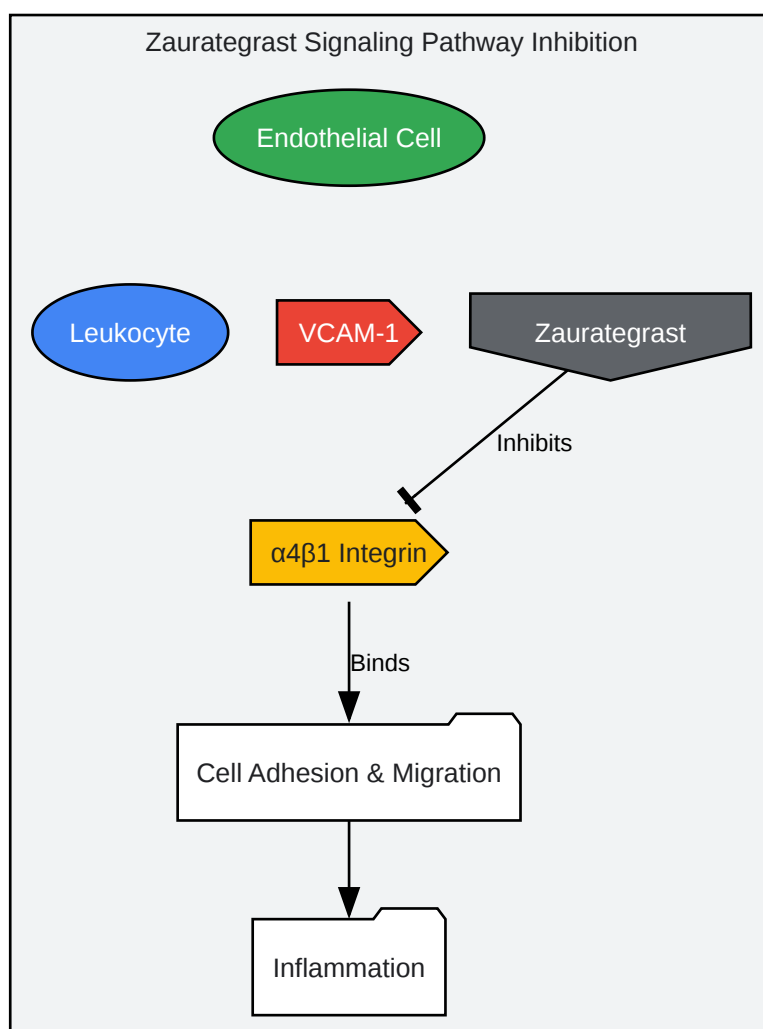 Zaurategrast Signaling Pathway Inhibition
Endothelial Cell
Leukocyte
VCAM-1
Zaurategrast
Inhibits
α4β1 Integrin
Binds
Cell Adhesion & Migration
Inflammation